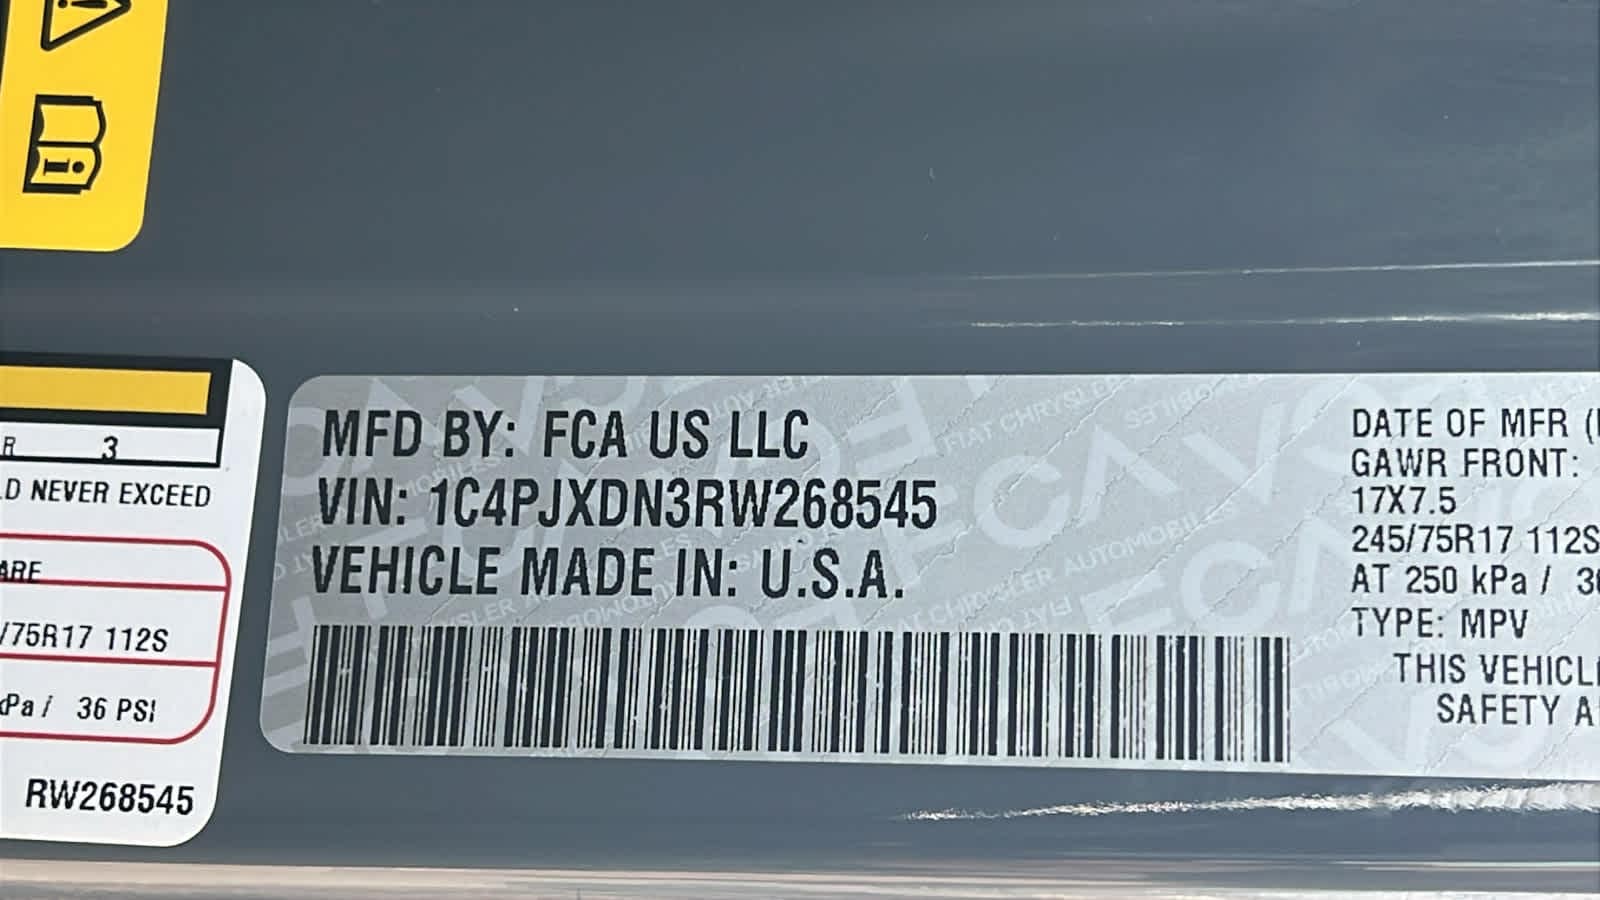 R 3
LD NEVER EXCEED
ARE
/75R17 112S
kPa / 36 PSI
RW268545
MFD BY: FCA US LLC
VIN: 1C4PJXDN3RW268545
VEHICLE MADE IN: U.S.A.
DATE OF MFR (
GAWR FRONT:
17X7.5
245/75R17 112S
AT 250 kPa / 36
TYPE: MPV
THIS VEHICL
SAFETY A